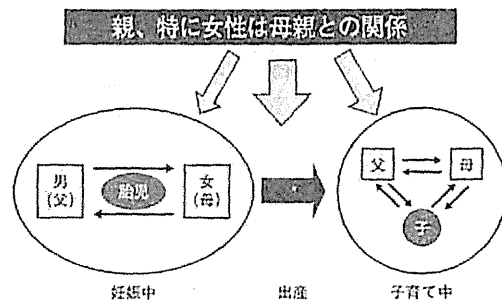 親、特に女性は母親との関係
男
(父)
胎児
女
(母)
父
母
子
妊娠中
出産
子育て中